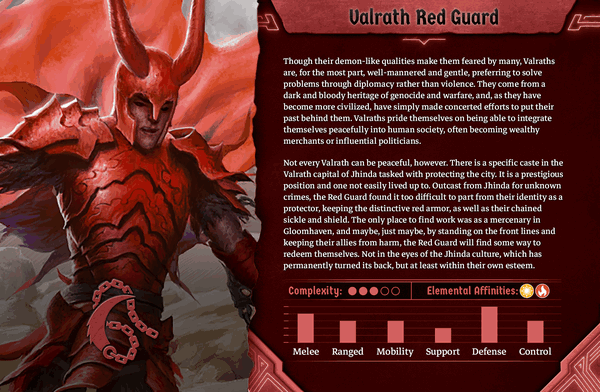 Valrath Red Guard
Though their demon-like qualities make them feared by many, Valraths
are, for the most part, well-mannered and gentle, preferring to solve
problems through diplomacy rather than violence. They come from a
dark and bloody heritage of genocide and warfare, and, as they have
become more civilized, have simply made concerted efforts to put their
past behind them. Valraths pride themselves on being able to integrate
themselves peacefully into human society, often becoming wealthy
merchants or influential politicians.
Not every Valrath can be peaceful, however. There is a specific caste in the
Valrath capital of Jhinda tasked with protecting the city. It is a prestigious
position and one not easily lived up to. Outcast from Jhinda for unknown
crimes, the Red Guard found it too difficult to part from their identity as a
protector, keeping the distinctive red armor, as well as their chained
sickle and shield. The only place to find work was as a mercenary in
Gloomhaven, and maybe, just maybe, by standing on the front lines and
keeping their allies from harm, the Red Guard will find some way to
redeem themselves. Not in the eyes of the Jhinda culture, which has
permanently turned its back, but at least within their own esteem.
Complexity: Elemental Affinities:
Melee Ranged Mobility Support Defense Control